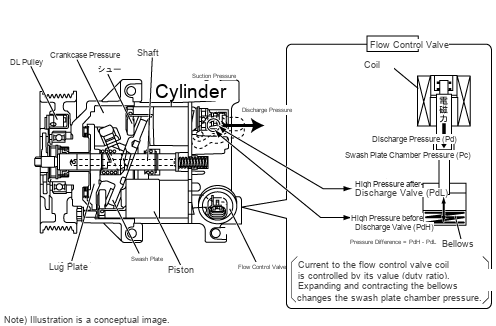 Flow Control Valve
Crankcase Pressure
Shaft
DL Pulley
シュー
Suction Pressure
Coil
Cylinder
Discharge Pressure
電磁力
Discharge Pressure (Pd)
Swash Plate Chamber Pressure (Pc)
High Pressure after
Discharge Valve (PdL)
High Pressure before
Discharge Valve (PdH)
Pressure Difference = PdH - PdL
Bellows
Swash Plate
Lug Plate
Piston
Flow Control Valve
Current to the flow control valve coil
is controlled by its value (duty ratio).
Expanding and contracting the bellows
changes the swash plate chamber pressure.
Note) Illustration is a conceptual image.